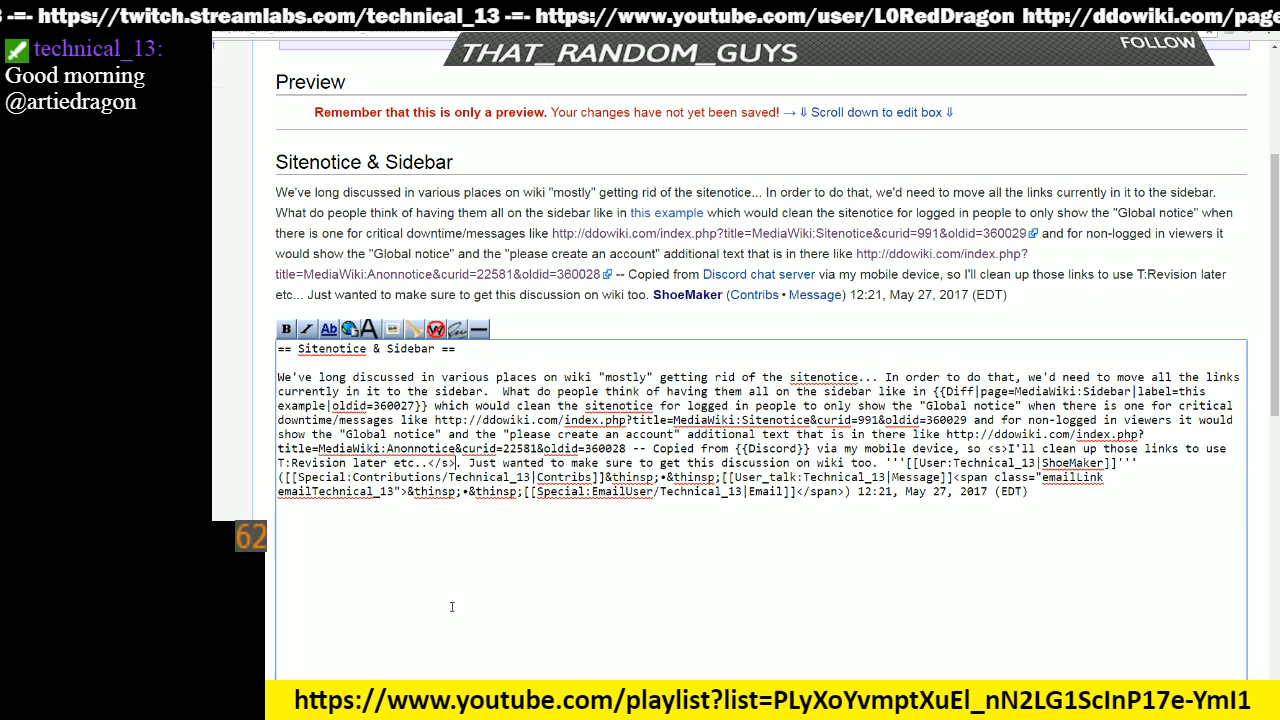 -=- https://twitch.streamlabs.com/technical_13 -=- https://www.youtube.com/user/L0RedDragon http://ddowiki.com/page
technical_13:
Good morning
@artiedragon
THAT_RANDOM_GUYS
FOLLOW
Preview
Remember that this is only a preview. Your changes have not yet been saved! → ⇓ Scroll down to edit box ⇓
Sitenotice & Sidebar
We've long discussed in various places on wiki "mostly" getting rid of the sitenotice... In order to do that, we'd need to move all the links currently in it to the sidebar.
What do people think of having them all on the sidebar like in this example which would clean the sitenotice for logged in people to only show the "Global notice" when
there is one for critical downtime/messages like http://ddowiki.com/index.php?title=MediaWiki:Sitenotice&curid=991&oldid=360029 and for non-logged in viewers it
would show the "Global notice" and the "please create an account" additional text that is in there like http://ddowiki.com/index.php?
title=MediaWiki:Anonnotice&curid=22581&oldid=360028 -- Copied from Discord chat server via my mobile device, so I'll clean up those links to use T:Revision later
etc... Just wanted to make sure to get this discussion on wiki too. ShoeMaker (Contribs • Message) 12:21, May 27, 2017 (EDT)
B I Ab A W
== Sitenotice & Sidebar ==
We've long discussed in various places on wiki "mostly" getting rid of the sitenotice... In order to do that, we'd need to move all the links
currently in it to the sidebar.  What do people think of having them all on the sidebar like in {{Diff|page=MediaWiki:Sidebar|label=this
example|oldid=360027}} which would clean the sitenotice for logged in people to only show the "Global notice" when there is one for critical
downtime/messages like http://ddowiki.com/index.php?title=MediaWiki:Sitenotice&curid=991&oldid=360029 and for non-logged in viewers it would
show the "Global notice" and the "please create an account" additional text that is in there like http://ddowiki.com/index.php?
title=MediaWiki:Anonnotice&curid=22581&oldid=360028 -- Copied from {{Discord}} via my mobile device, so <s>I'll clean up those links to use
T:Revision later etc..</s>. Just wanted to make sure to get this discussion on wiki too. '''[[User:Technical_13|ShoeMaker]]'''
([[Special:Contributions/Technical_13|Contribs]]&thinsp;•&thinsp;[[User_talk:Technical_13|Message]]<span class="emailLink
emailTechnical_13">&thinsp;•&thinsp;[[Special:EmailUser/Technical_13|Email]]</span>) 12:21, May 27, 2017 (EDT)
62
https://www.youtube.com/playlist?list=PLyXoYvmptXuEl_nN2LG1ScInP17e-YmI1